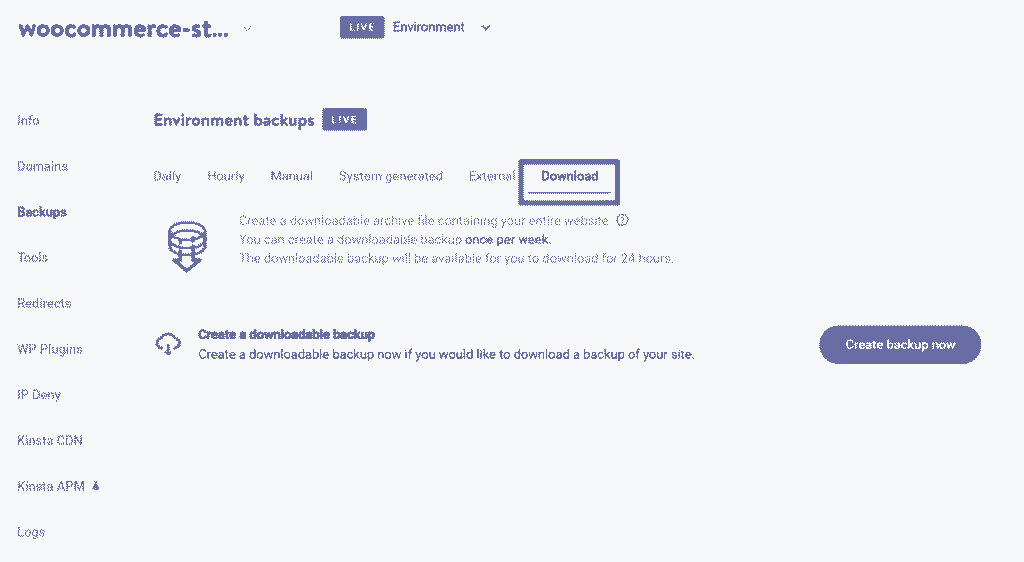 woocommerce-st...
LIVE Environment
Info
Domains
Backups
Tools
Redirects
WP Plugins
IP Deny
Kinsta CDN
Kinsta APM
Logs
Environment backups LIVE
Daily Hourly Manual System generated External Download
Create a downloadable archive file containing your entire website ?
You can create a downloadable backup once per week.
The downloadable backup will be available for you to download for 24 hours.
Create a downloadable backup
Create a downloadable backup now if you would like to download a backup of your site.
Create backup now